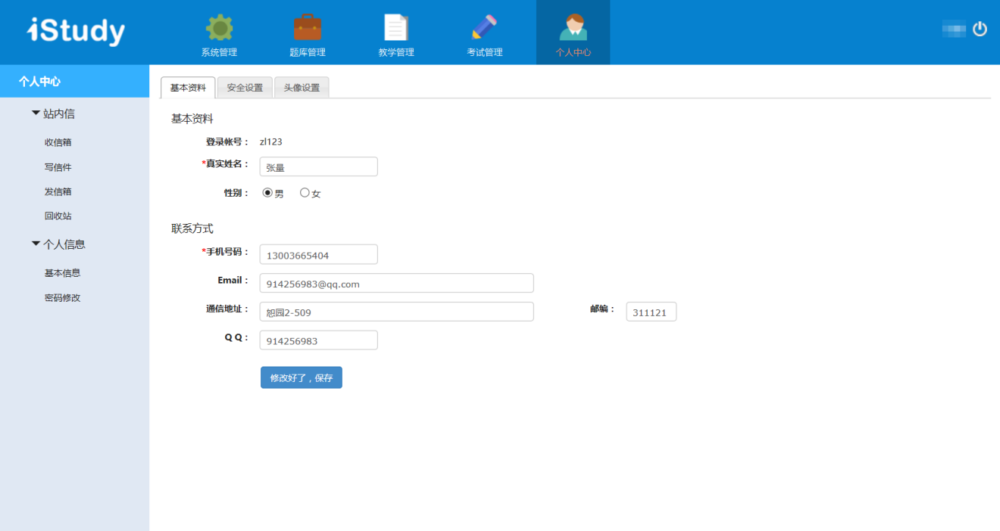 iStudy
系统管理 题库管理 教学管理 考试管理 个人中心
个人中心
站内信
收信箱
写信件
发信箱
回收站
个人信息
基本信息
密码修改
基本资料 安全设置 头像设置
基本资料
登录帐号： zl123
*真实姓名： 张量
性别： 男 女
联系方式
*手机号码： 13003665404
Email： 914256983@qq.com
通信地址： 恕园2-509 邮编： 311121
Q Q： 914256983
修改好了，保存